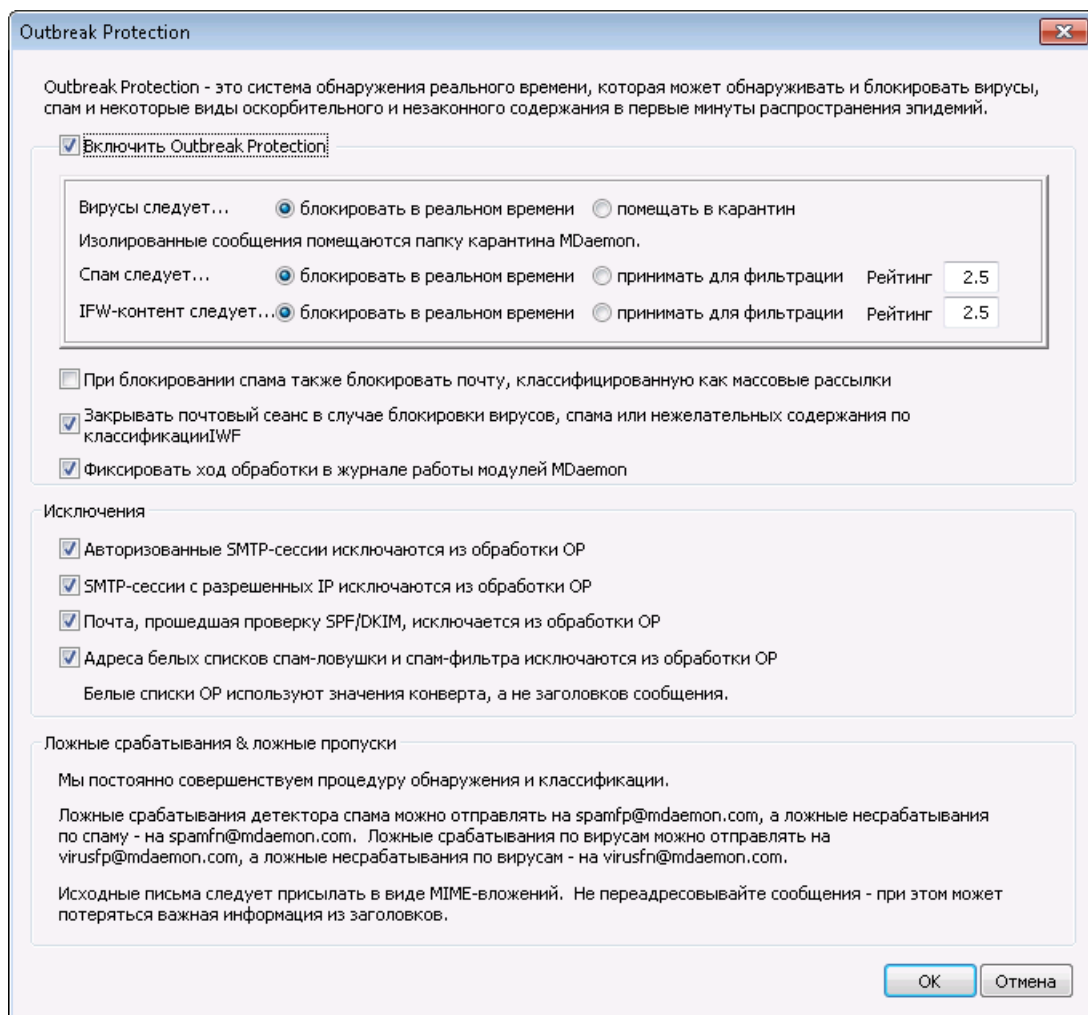 Outbreak Protection
Outbreak Protection - это система обнаружения реального времени, которая может обнаруживать и блокировать вирусы,
спам и некоторые виды оскорбительного и незаконного содержания в первые минуты распространения эпидемий.
Включить Outbreak Protection
Вирусы следует... блокировать в реальном времени помещать в карантин
Изолированные сообщения помещаются папку карантина MDaemon.
Спам следует... блокировать в реальном времени принимать для фильтрации Рейтинг 2.5
IFW-контент следует... блокировать в реальном времени принимать для фильтрации Рейтинг 2.5
При блокировании спама также блокировать почту, классифицированную как массовые рассылки
Закрывать почтовый сеанс в случае блокировки вирусов, спама или нежелательных содержания по
классификацииIWF
Фиксировать ход обработки в журнале работы модулей MDaemon
Исключения
Авторизованные SMTP-сессии исключаются из обработки OP
SMTP-сессии с разрешенных IP исключаются из обработки OP
Почта, прошедшая проверку SPF/DKIM, исключается из обработки OP
Адреса белых списков спам-ловушки и спам-фильтра исключаются из обработки OP
Белые списки OP используют значения конверта, а не заголовков сообщения.
Ложные срабатывания & ложные пропуски
Мы постоянно совершенствуем процедуру обнаружения и классификации.
Ложные срабатывания детектора спама можно отправлять на spamfp@mdaemon.com, а ложные несрабатывания
по спаму - на spamfn@mdaemon.com. Ложные срабатывания по вирусам можно отправлять на
virusfp@mdaemon.com, а ложные несрабатывания по вирусам - на virusfn@mdaemon.com.
Исходные письма следует присылать в виде MIME-вложений. Не переадресовывайте сообщения - при этом может
потеряться важная информация из заголовков.
OK Отмена